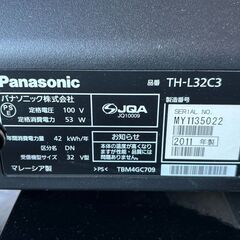 Panasonic
品番 TH-L32C3
パナソニック株式会社
定格電圧 100 V
定格消費電力 53 W
JQA
JQ10009
製造番号
SERIAL NO.
MY1135022
2011 年製
年間消費電力量 42 kWh/年
区分名 DN
受信機型サイズ 32 V 型
お知らせ
マレーシア製
<PS>E TBM4GC709